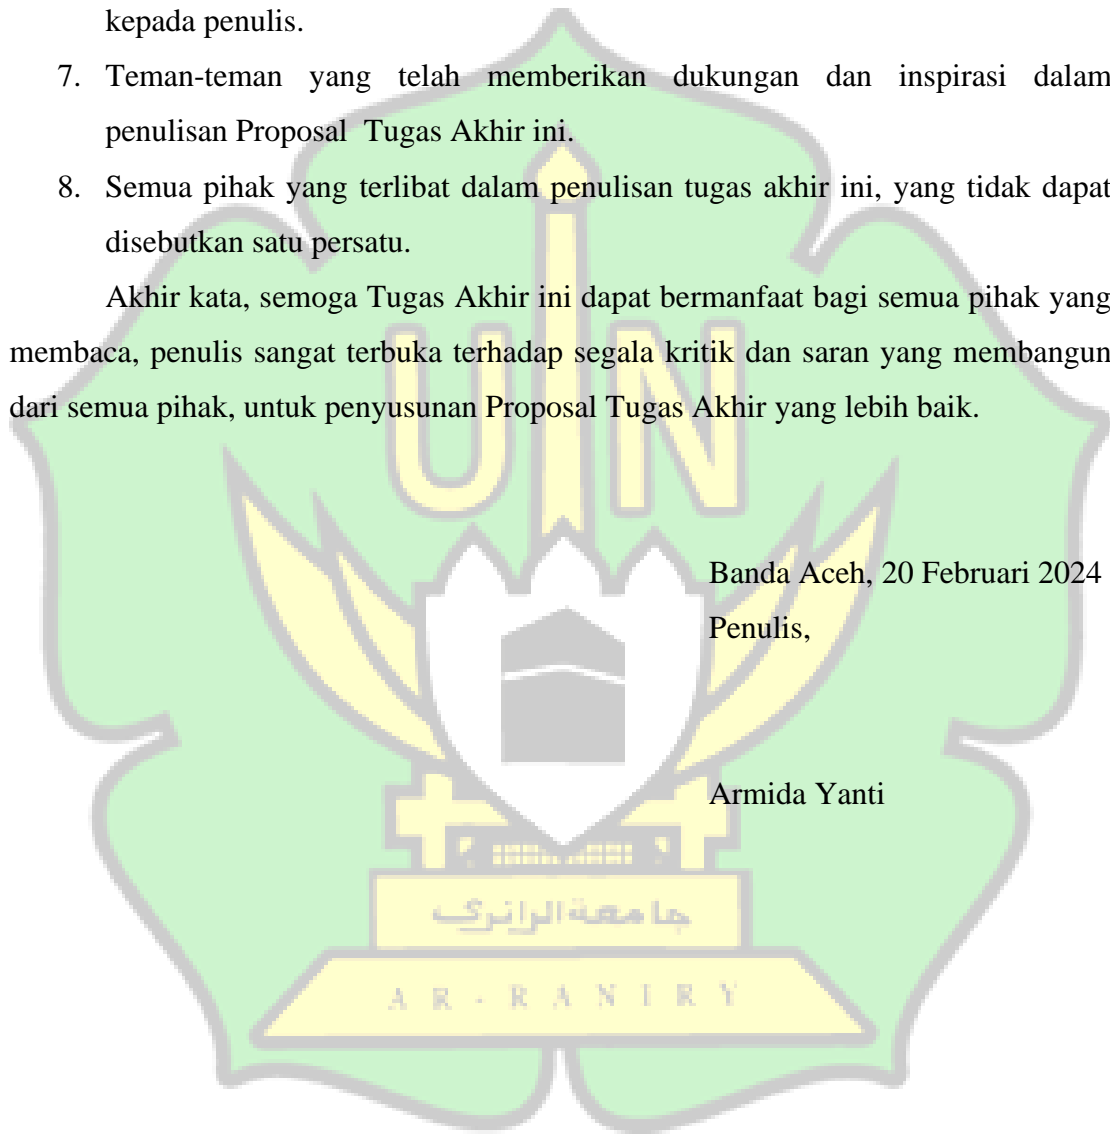 kepada penulis.
7. Teman-teman yang telah memberikan dukungan dan inspirasi dalam
penulisan Proposal Tugas Akhir ini.
8. Semua pihak yang terlibat dalam penulisan tugas akhir ini, yang tidak dapat
disebutkan satu persatu.
Akhir kata, semoga Tugas Akhir ini dapat bermanfaat bagi semua pihak yang
membaca, penulis sangat terbuka terhadap segala kritik dan saran yang membangun
dari semua pihak, untuk penyusunan Proposal Tugas Akhir yang lebih baik.
UIN
Banda Aceh, 20 Februari 2024
Penulis,
Armida Yanti
جامعة الرانري
AR-RANIRY